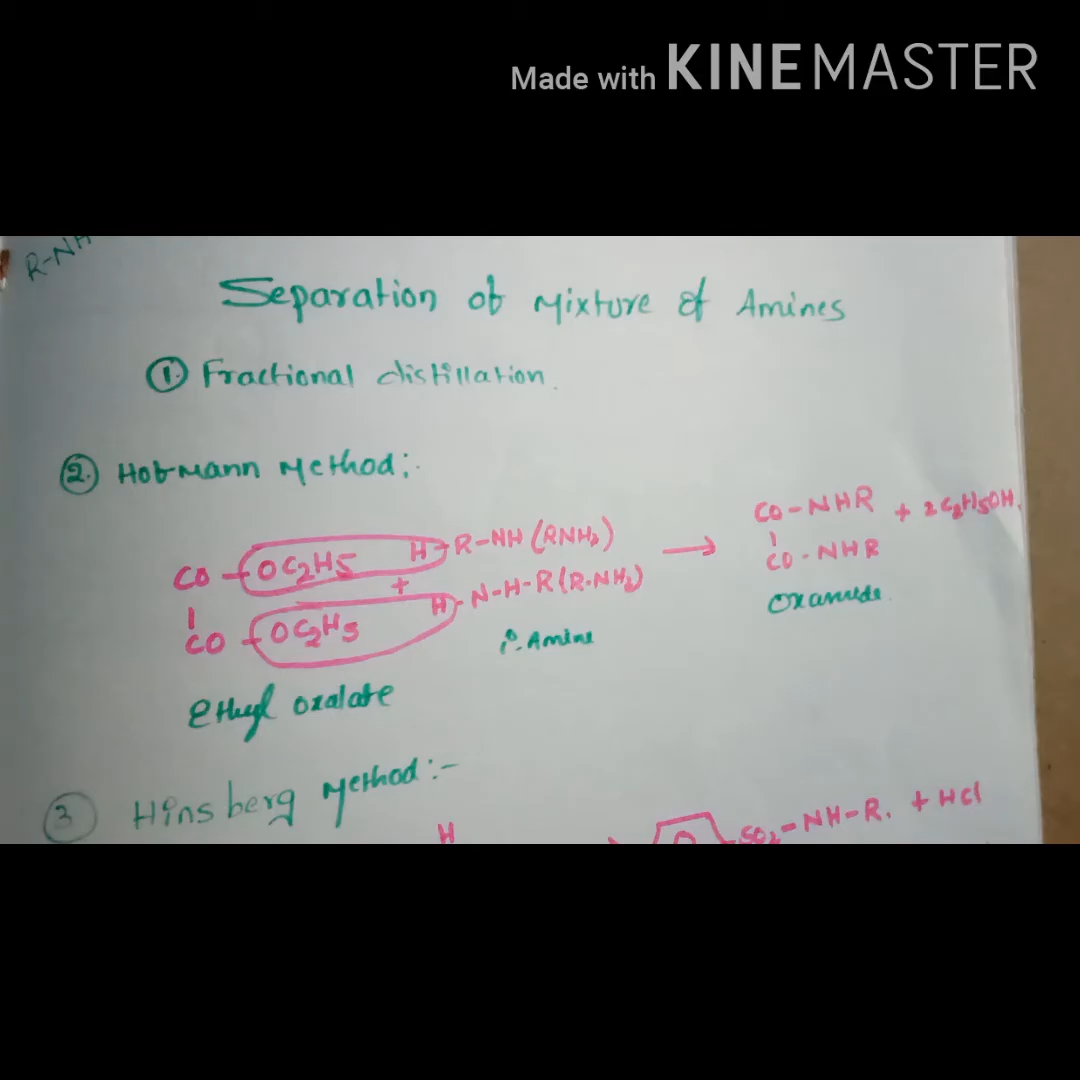 Made with KINEMASTER
R-NH
Separation of Mixture of Amines
1. Fractional distillation.
2. Hofmann Method:-
CO - OC2H5 H-R-NH (RNH2) → CO-NHR + 2C2H5OH.
+
CO - OC2H5 H-N-H-R (R-NH2) CO-NHR
1° Amine Oxamide.
Ethyl oxalate
3 Hinsberg Method:-
H SO2-NH-R. + HCl